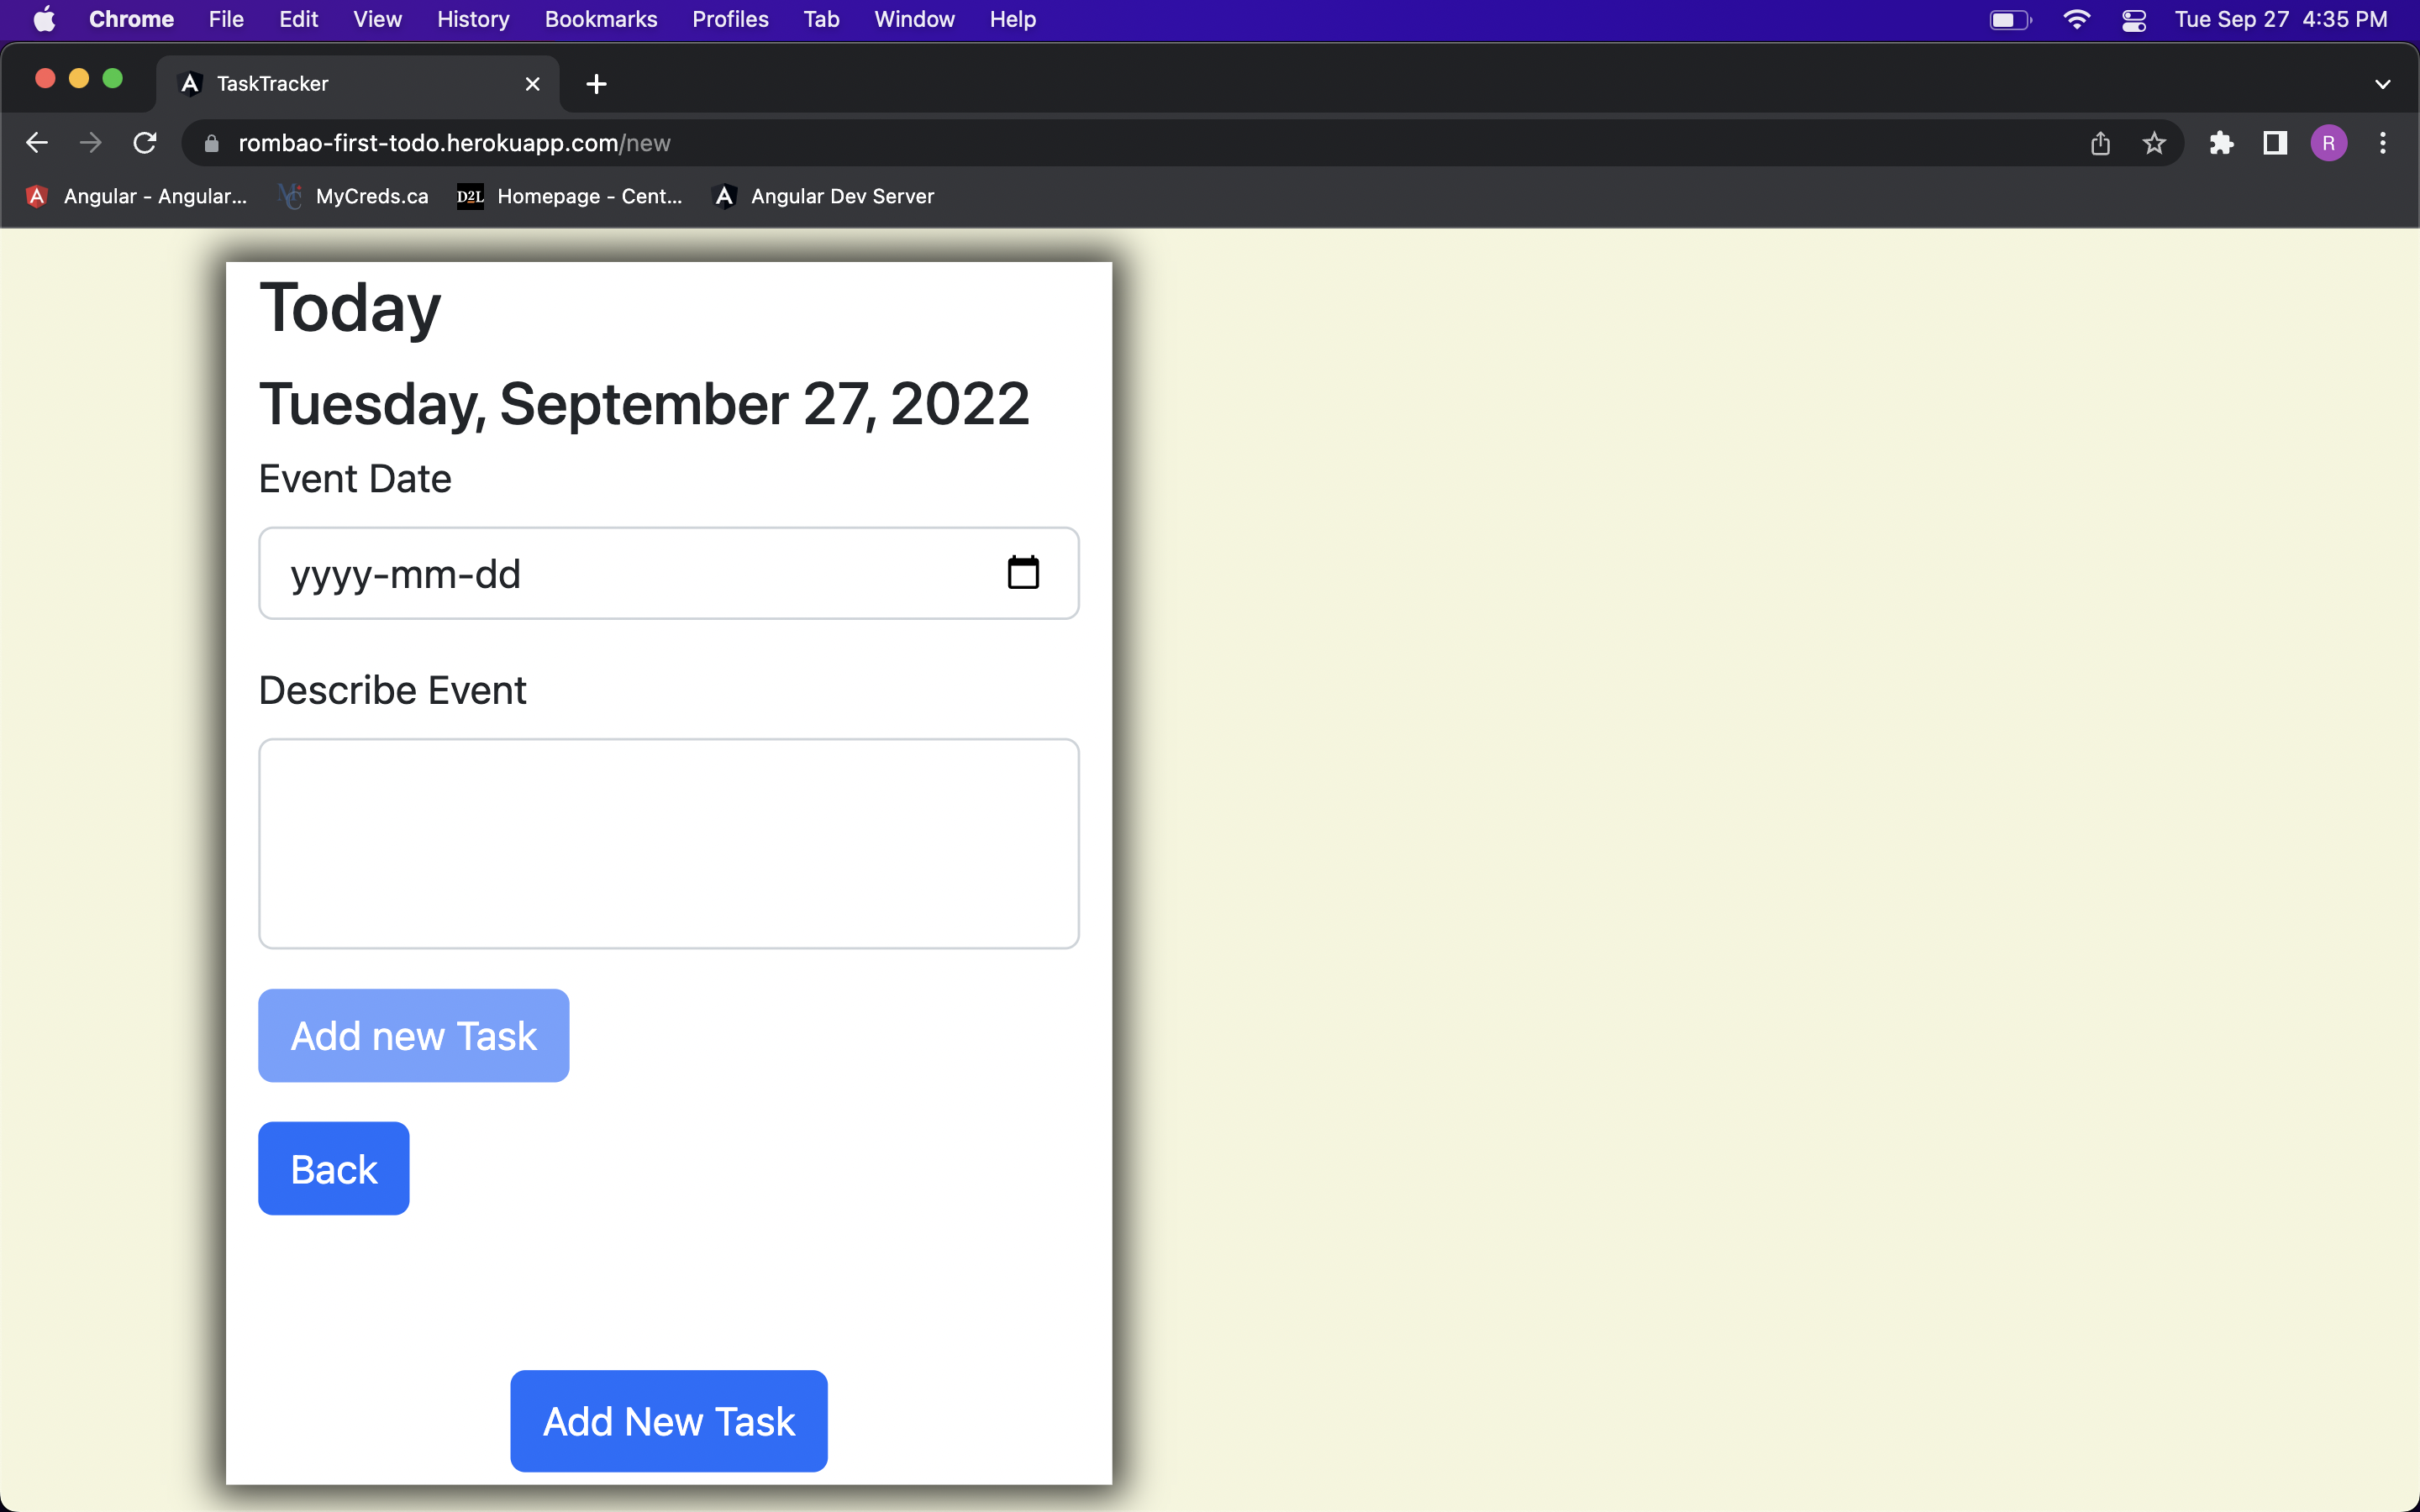 Chrome File Edit View History Bookmarks Profiles Tab Window Help Tue Sep 27 4:35 PM
TaskTracker
rombao-first-todo.herokuapp.com/new R
Angular - Angular... MyCreds.ca D2L Homepage - Cent... Angular Dev Server
Today
Tuesday, September 27, 2022
Event Date
yyyy-mm-dd
Describe Event
Add new Task
Back
Add New Task